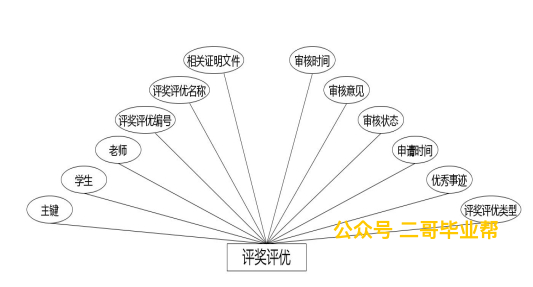 相关证明文件 审核时间
评奖评优名称 审核意见
评奖评优编号 审核状态
老师 申请时间
学生 优秀事迹
主键 评奖评优类型
公众号 二哥毕业帮
评奖评优